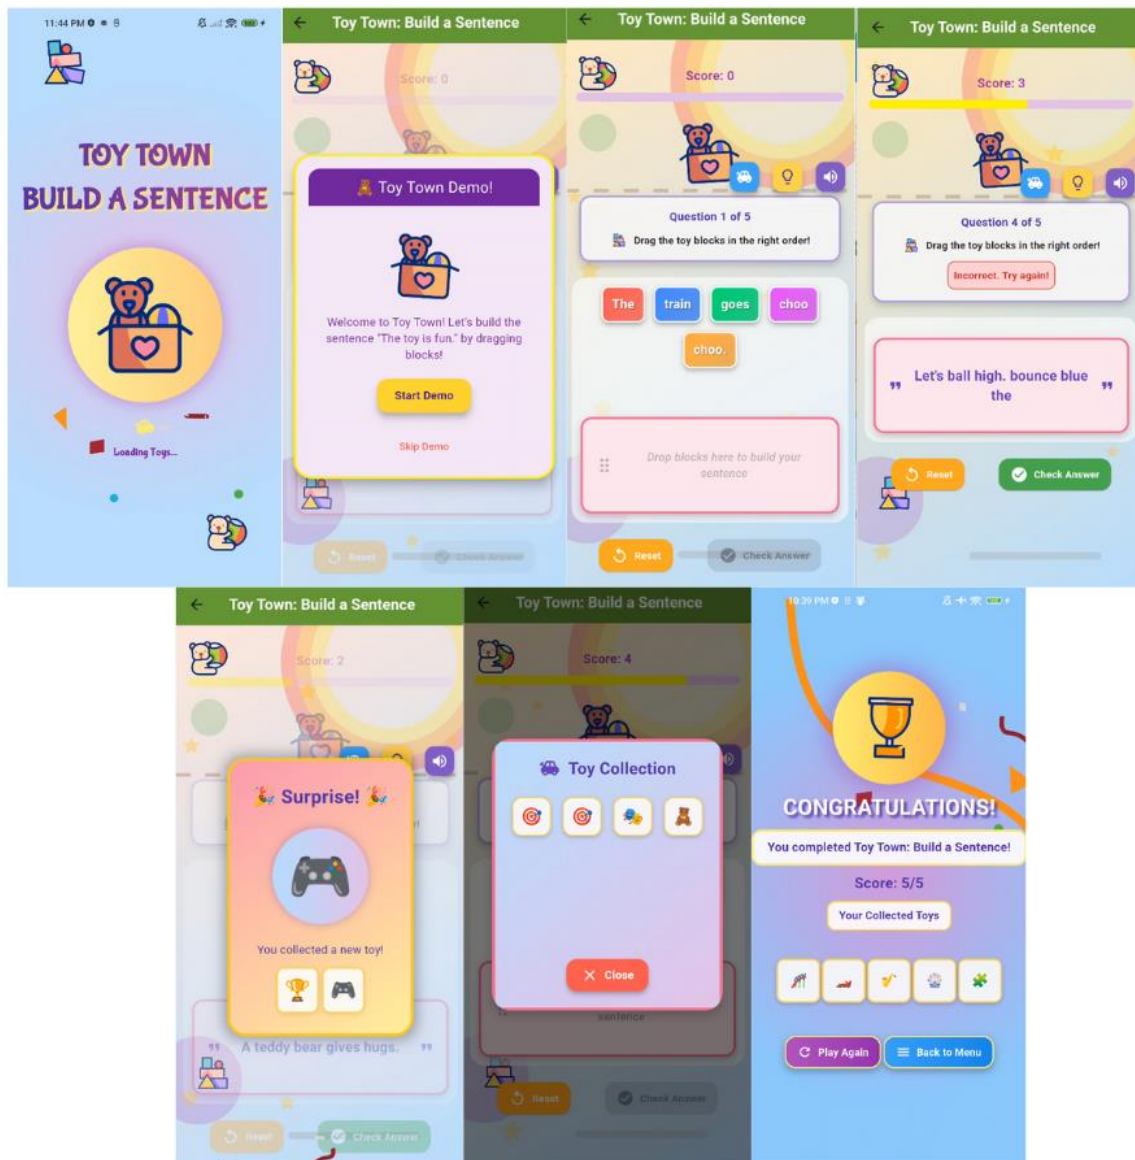 11:44 PM
TOY TOWN
BUILD A SENTENCE
Loading Toys...
Toy Town: Build a Sentence
Score: 0
Toy Town Demo!
Welcome to Toy Town! Let's build the
sentence "The toy is fun." by dragging
blocks!
Start Demo
Skip Demo
Reset
Check Answer
Toy Town: Build a Sentence
Score: 0
Question 1 of 5
Drag the toy blocks in the right order!
The
train
goes
choo
choo.
Drop blocks here to build your
sentence
Reset
Check Answer
Toy Town: Build a Sentence
Score: 3
Question 4 of 5
Drag the toy blocks in the right order!
Incorrect. Try again!
" Let's ball high. bounce blue "
the
Reset
Check Answer
Toy Town: Build a Sentence
Score: 2
Surprise!
You collected a new toy!
" A teddy bear gives hugs. "
Reset
Check Answer
Toy Town: Build a Sentence
Score: 4
Toy Collection
Close
sentence
Reset
Check Answer
10:39 PM
CONGRATULATIONS!
You completed Toy Town: Build a Sentence!
Score: 5/5
Your Collected Toys
Play Again
Back to Menu